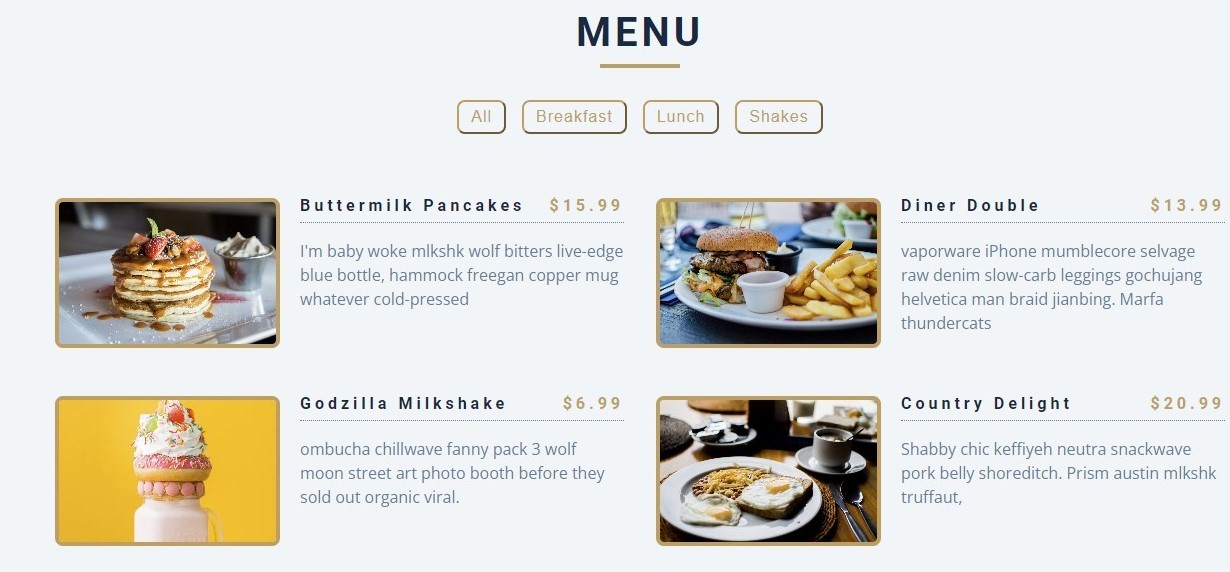 MENU
All
Breakfast
Lunch
Shakes
Buttermilk Pancakes $15.99
I'm baby woke mlkshk wolf bitters live-edge
blue bottle, hammock freegan copper mug
whatever cold-pressed
Diner Double $13.99
vaporware iPhone mumblecore selvage
raw denim slow-carb leggings gochujang
helvetica man braid jianbing. Marfa
thundercats
Godzilla Milkshake $6.99
ombucha chillwave fanny pack 3 wolf
moon street art photo booth before they
sold out organic viral.
Country Delight $20.99
Shabby chic keffiyeh neutra snackwave
pork belly shoreditch. Prism austin mlkshk
truffaut,